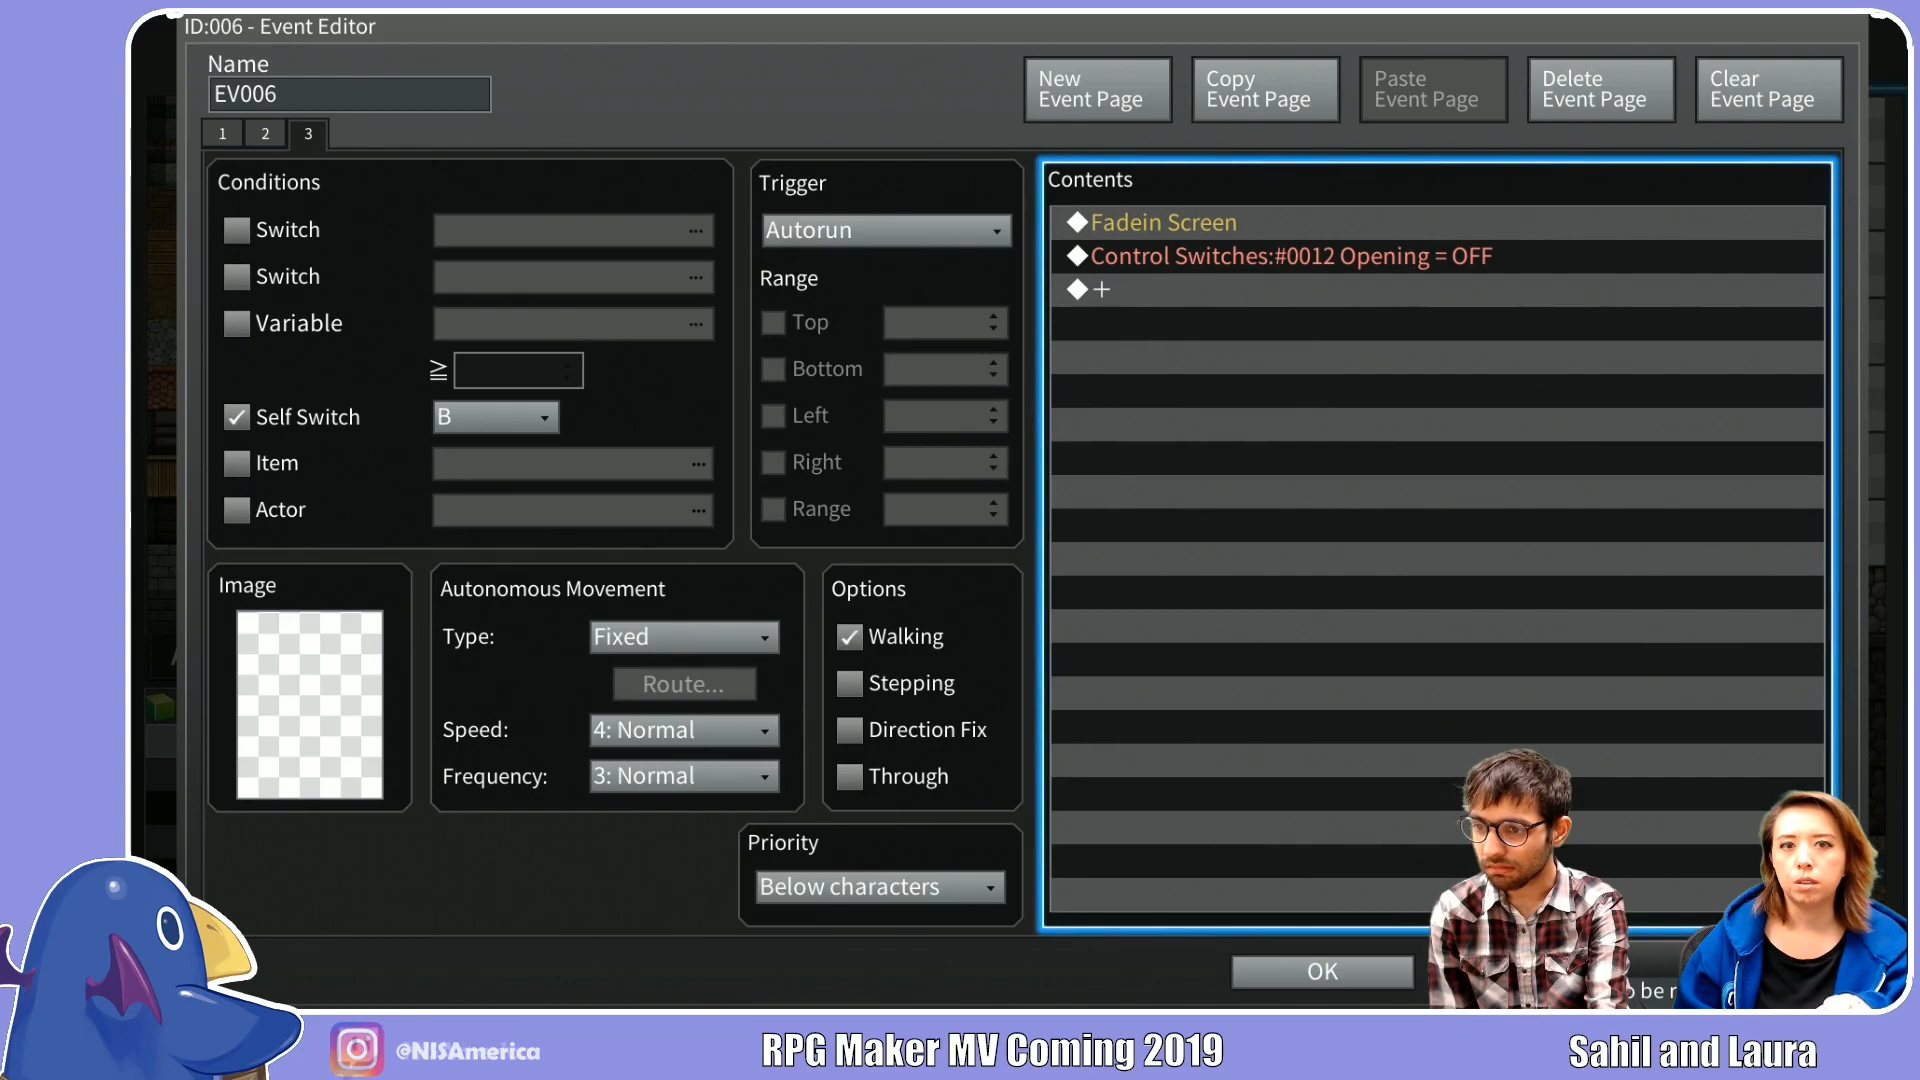 ID:006 - Event Editor
Name
EV006
New
Event Page
Copy
Event Page
Paste
Event Page
Delete
Event Page
Clear
Event Page
1 2 3
Conditions
Switch ...
Switch ...
Variable ...
≧
Self Switch B
Item ...
Actor ...
Trigger
Autorun
Range
Top
Bottom
Left
Right
Range
Contents
◆Fadein Screen
◆Control Switches:#0012 Opening = OFF
◆+
Image
Autonomous Movement
Type: Fixed
Route...
Speed: 4: Normal
Frequency: 3: Normal
Options
Walking
Stepping
Direction Fix
Through
Priority
Below characters
OK
be
@NISAmerica
RPG Maker MV Coming 2019
Sahil and Laura